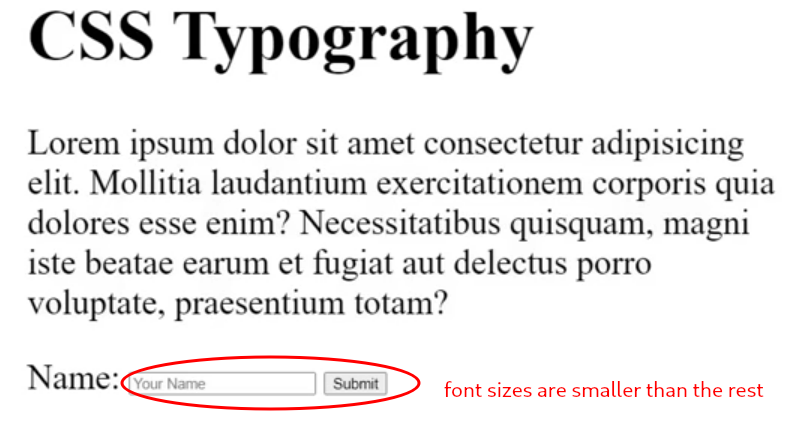 CSS Typography
Lorem ipsum dolor sit amet consectetur adipisicing
elit. Mollitia laudantium exercitationem corporis quia
dolores esse enim? Necessitatibus quisquam, magni
iste beatae earum et fugiat aut delectus porro
voluptate, praesentium totam?
Name: Your Name Submit font sizes are smaller than the rest